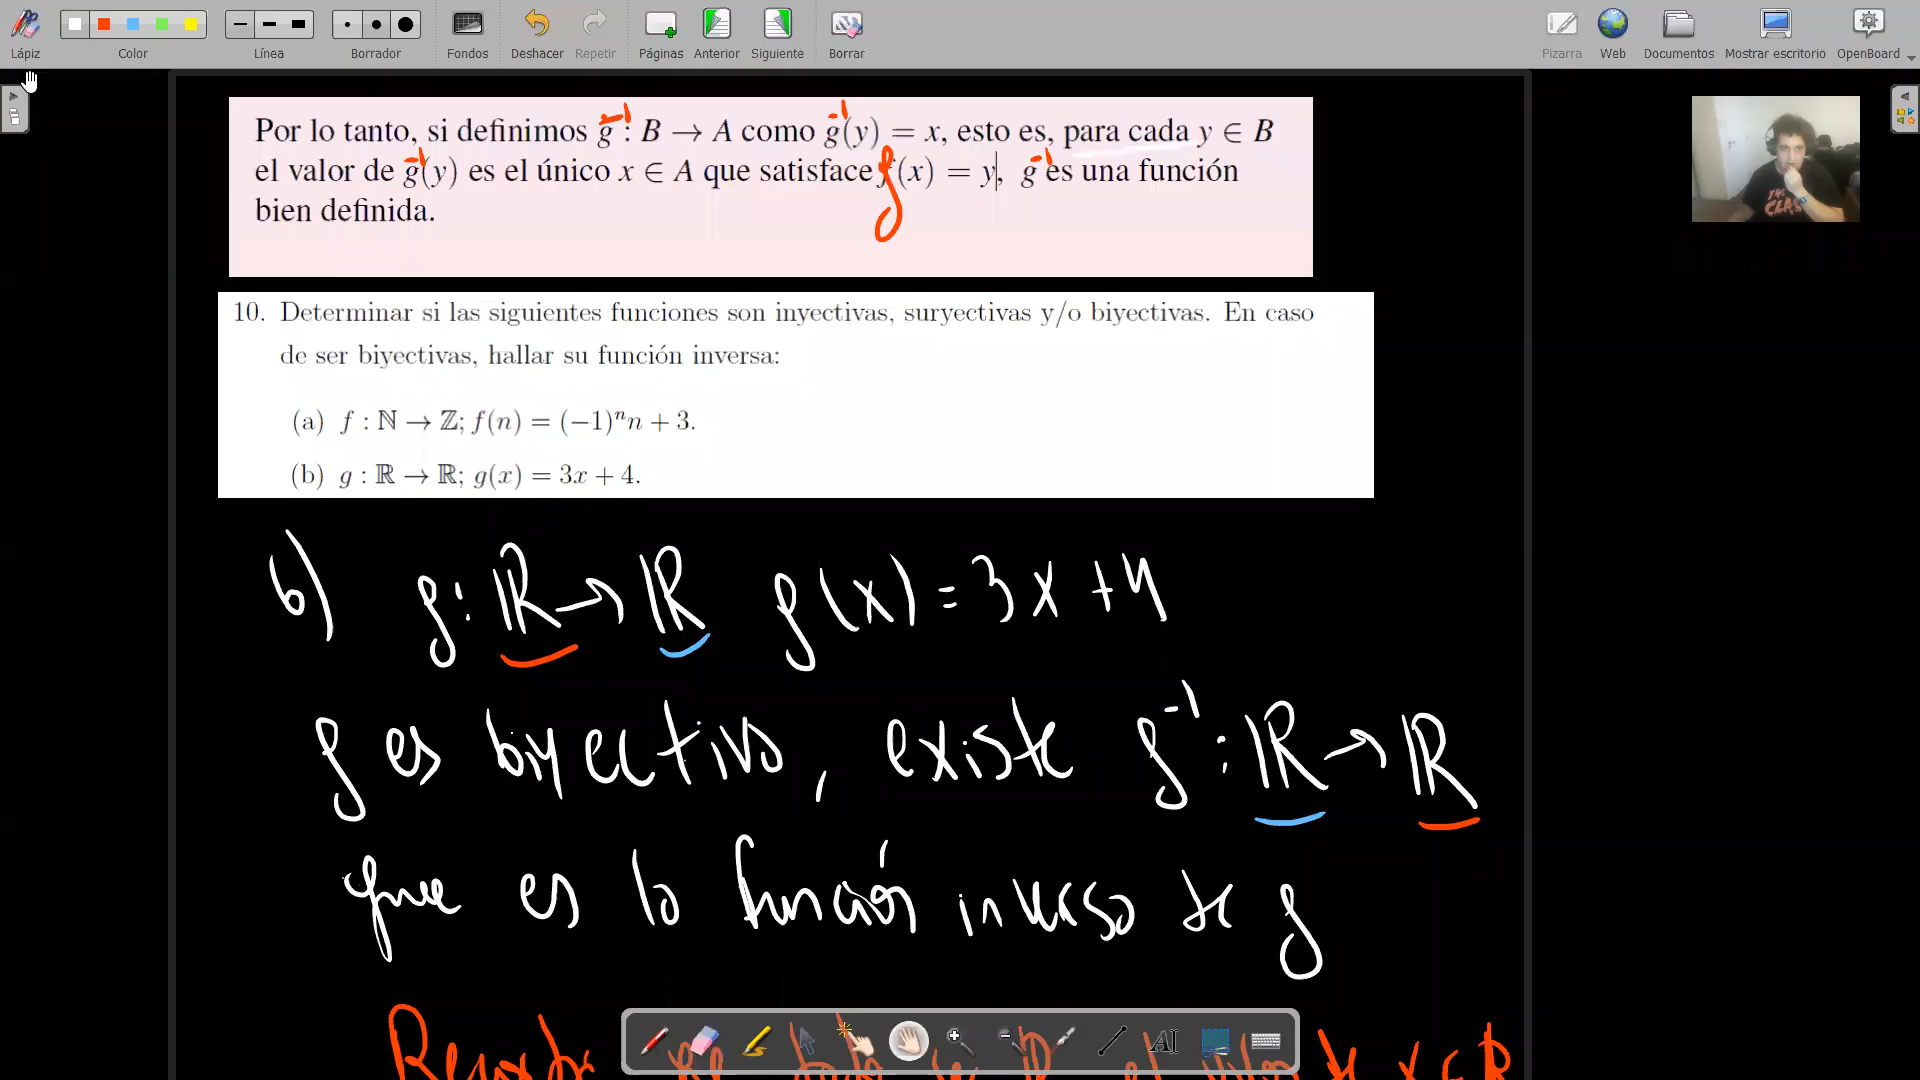 Lápiz Color Línea Borrador Fondos Deshacer Repetir Páginas Anterior Siguiente Borrar Pizarra Web Documentos Mostrar escritorio OpenBoard
Por lo tanto, si definimos g⁻¹ : B → A como g⁻¹(y) = x, esto es, para cada y ∈ B
el valor de g⁻¹(y) es el único x ∈ A que satisface f(x) = y, g⁻¹ es una función
bien definida.
10. Determinar si las siguientes funciones son inyectivas, suryectivas y/o biyectivas. En caso
de ser biyectivas, hallar su función inversa:
(a) f : ℕ → ℤ; f(n) = (−1)ⁿn + 3.
(b) g : ℝ → ℝ; g(x) = 3x + 4.
b) g: ℝ → ℝ g(x) = 3x + 4
g es biyectiva, existe g⁻¹: ℝ → ℝ
que es la función inversa de g
THE
CLASH
x ∈ ℝ